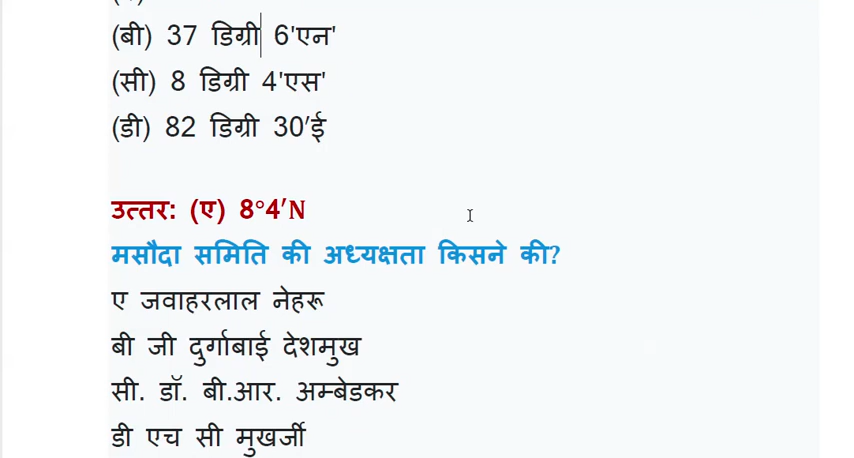 (बी) 37 डिग्री 6'एन'
(सी) 8 डिग्री 4'एस'
(डी) 82 डिग्री 30'ई
उत्तर: (ए) 8°4′N
मसौदा समिति की अध्यक्षता किसने की?
ए जवाहरलाल नेहरू
बी जी दुर्गाबाई देशमुख
सी. डॉ. बी.आर. अम्बेडकर
डी एच सी मुखर्जी